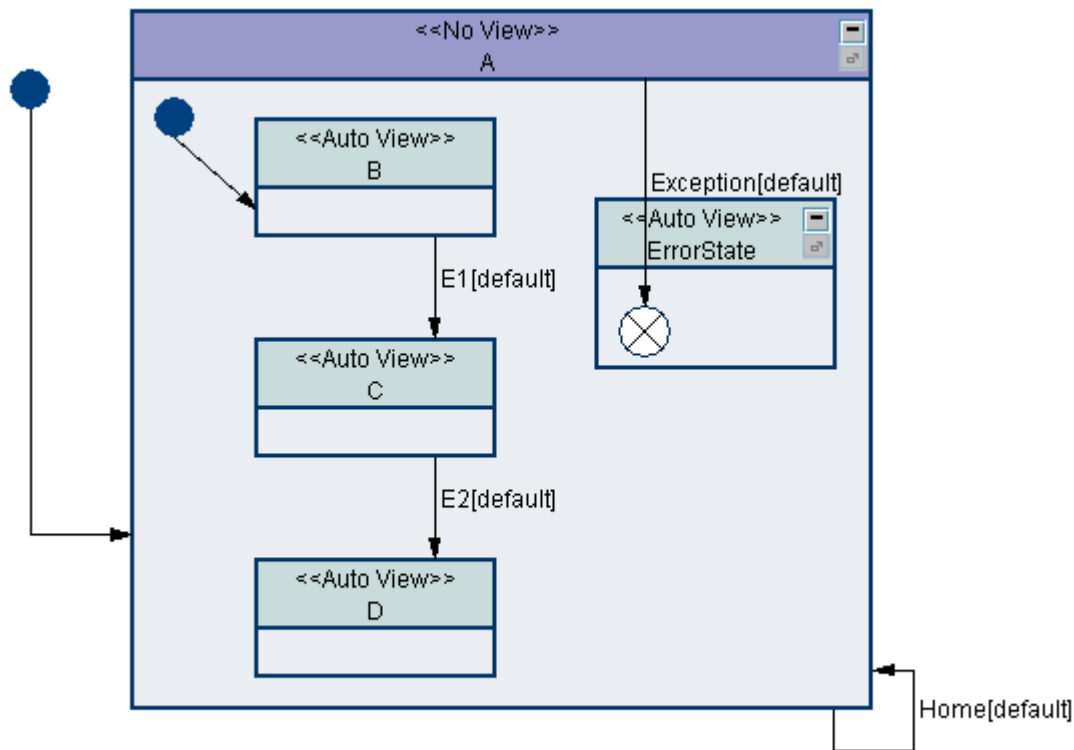 <<No View>>
A
<<Auto View>>
B
Exception[default]
<<Auto View>>
ErrorState
E1[default]
<<Auto View>>
C
E2[default]
<<Auto View>>
D
Home[default]